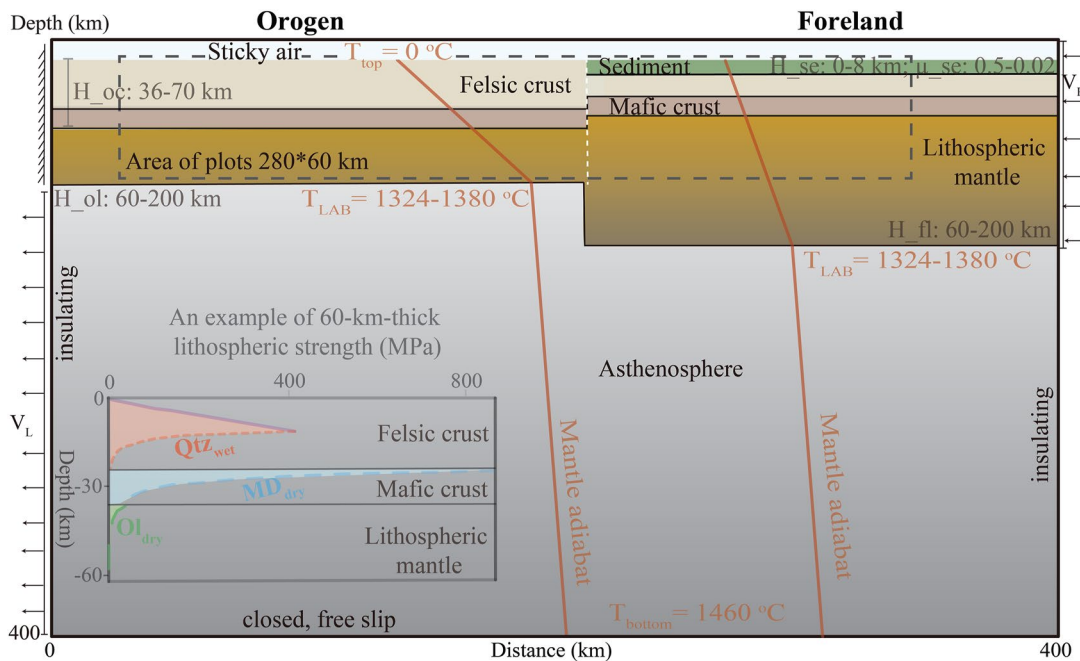 Depth (km)
Orogen
Foreland
Sticky air
T_top = 0 °C
Sediment
H_se: 0-8 km; μ_se: 0.5-0.02
Felsic crust
H_oc: 36-70 km
V_R
Mafic crust
Area of plots 280*60 km
Lithospheric
mantle
H_ol: 60-200 km
T_LAB = 1324-1380 °C
H_fl: 60-200 km
T_LAB = 1324-1380 °C
insulating
An example of 60-km-thick
lithospheric strength (MPa)
Asthenosphere
0
400
800
insulating
0
V_L
Felsic crust
Qtz_wet
Mantle adiabat
Mantle adiabat
Depth (km)
-30
MD_dry
Mafic crust
Ol_dry
Lithospheric
mantle
-60
T_bottom = 1460 °C
closed, free slip
400
0
Distance (km)
400